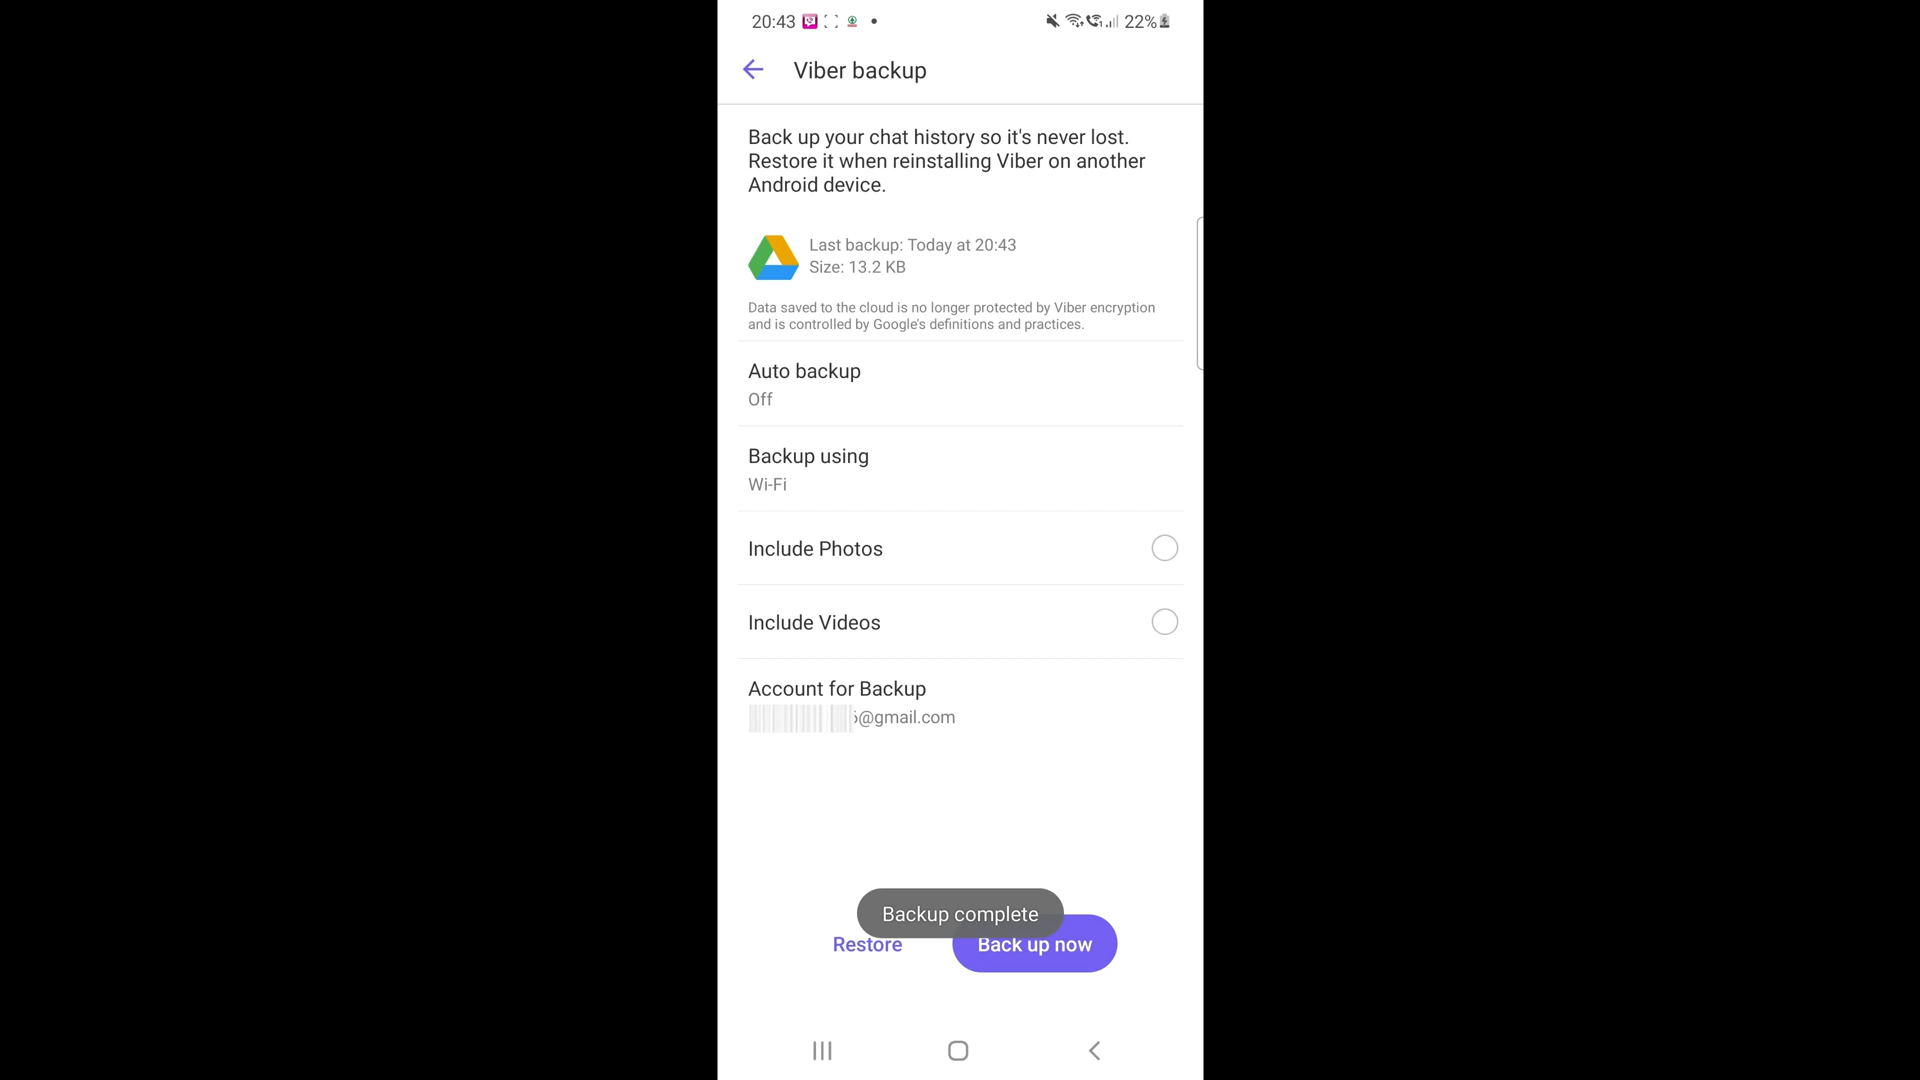 20:43
22%
Viber backup
Back up your chat history so it's never lost.
Restore it when reinstalling Viber on another
Android device.
Last backup: Today at 20:43
Size: 13.2 KB
Data saved to the cloud is no longer protected by Viber encryption
and is controlled by Google's definitions and practices.
Auto backup
Off
Backup using
Wi-Fi
Include Photos
Include Videos
Account for Backup
@gmail.com
Backup complete
Restore
Back up now